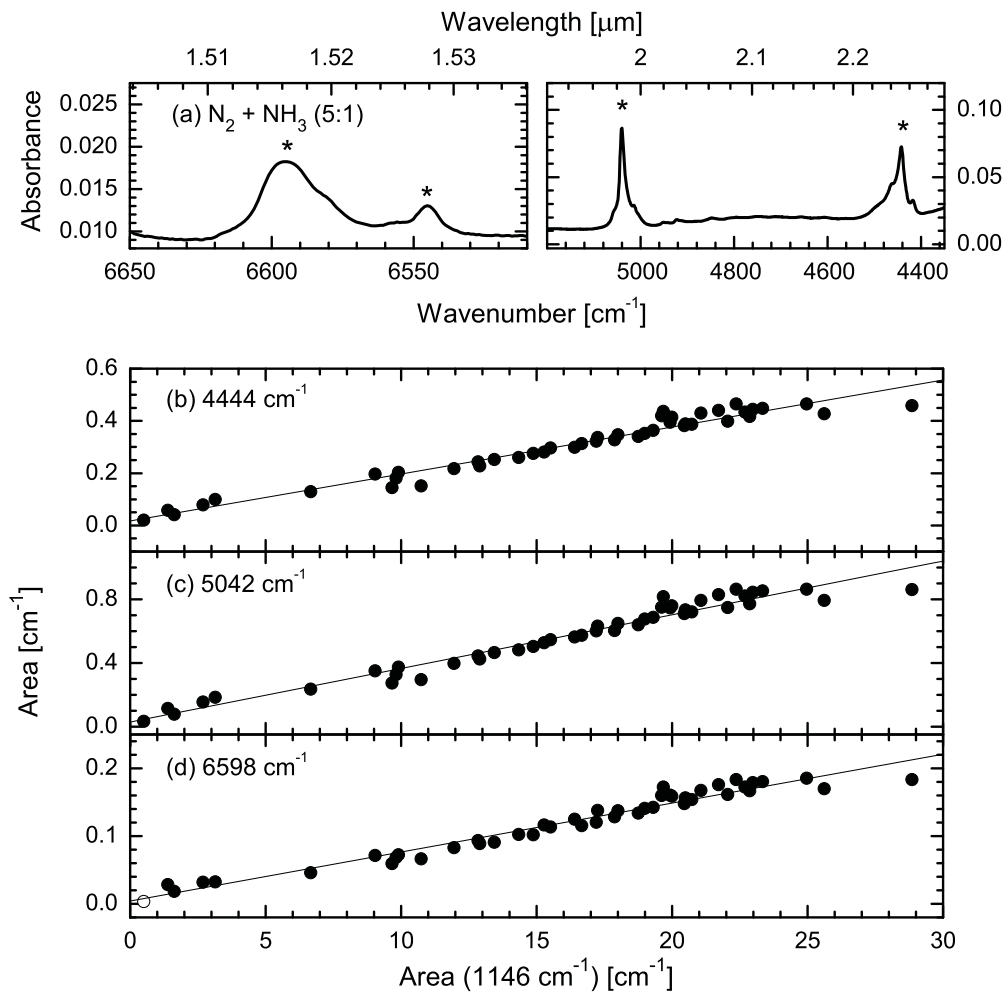 Wavelength [μm]
1.51 1.52 1.53 2 2.1 2.2
(a) N₂ + NH₃ (5:1)
* * * *
Absorbance
0.025
0.020
0.015
0.010
0.10
0.05
0.00
6650 6600 6550 5000 4800 4600 4400
Wavenumber [cm⁻¹]
(b) 4444 cm⁻¹
0.6
0.4
0.2
0.0
(c) 5042 cm⁻¹
0.8
0.4
0.0
Area [cm⁻¹]
(d) 6598 cm⁻¹
0.2
0.1
0.0
0 5 10 15 20 25 30
Area (1146 cm⁻¹) [cm⁻¹]